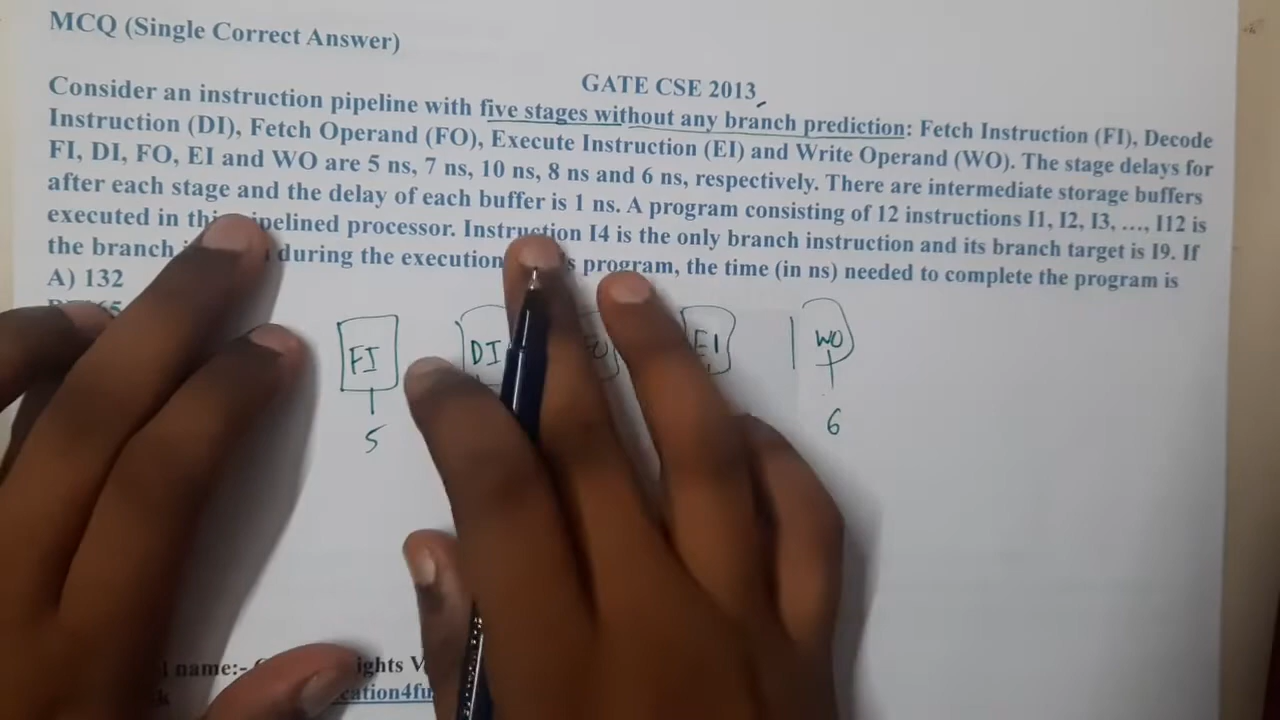 MCQ (Single Correct Answer)
GATE CSE 2013
Consider an instruction pipeline with five stages without any branch prediction: Fetch Instruction (FI), Decode
Instruction (DI), Fetch Operand (FO), Execute Instruction (EI) and Write Operand (WO). The stage delays for
FI, DI, FO, EI and WO are 5 ns, 7 ns, 10 ns, 8 ns and 6 ns, respectively. There are intermediate storage buffers
after each stage and the delay of each buffer is 1 ns. A program consisting of 12 instructions I1, I2, I3, …, I12 is
executed in this pipelined processor. Instruction I4 is the only branch instruction and its branch target is I9. If
the branch during the execution program, the time (in ns) needed to complete the program is
A) 132
FI DI EI WO
5 6
name:- ights